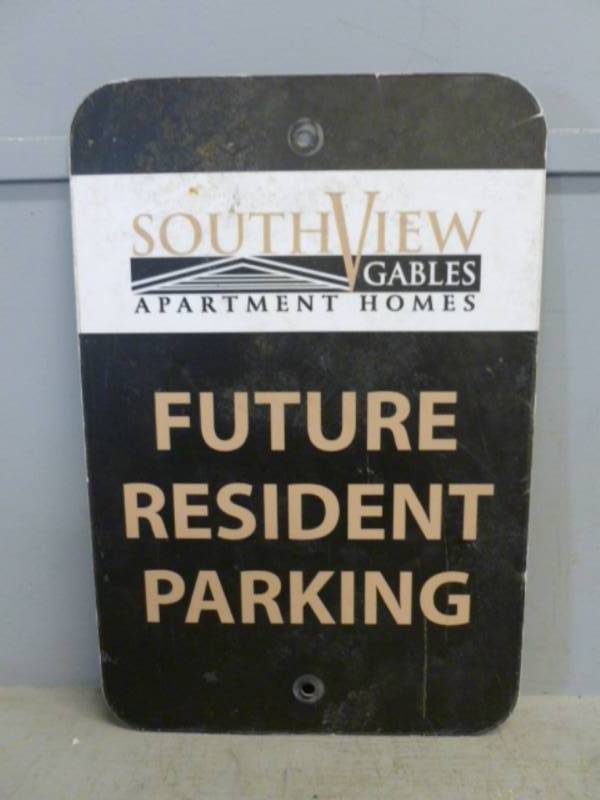 SOUTHVIEW
GABLES
APARTMENT HOMES
FUTURE
RESIDENT
PARKING